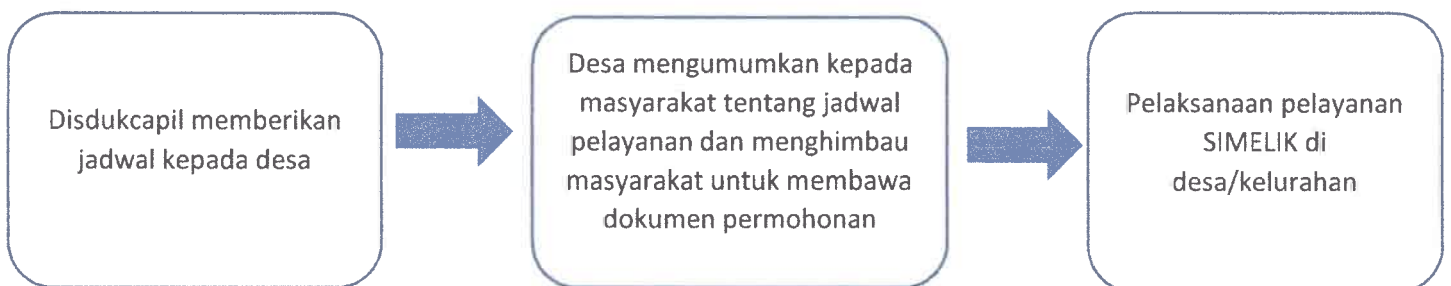 Disdukcapil memberikan
jadwal kepada desa
Desa mengumumkan kepada
masyarakat tentang jadwal
pelayanan dan menghimbau
masyarakat untuk membawa
dokumen permohonan
Pelaksanaan pelayanan
SIMELIK di
desa/kelurahan